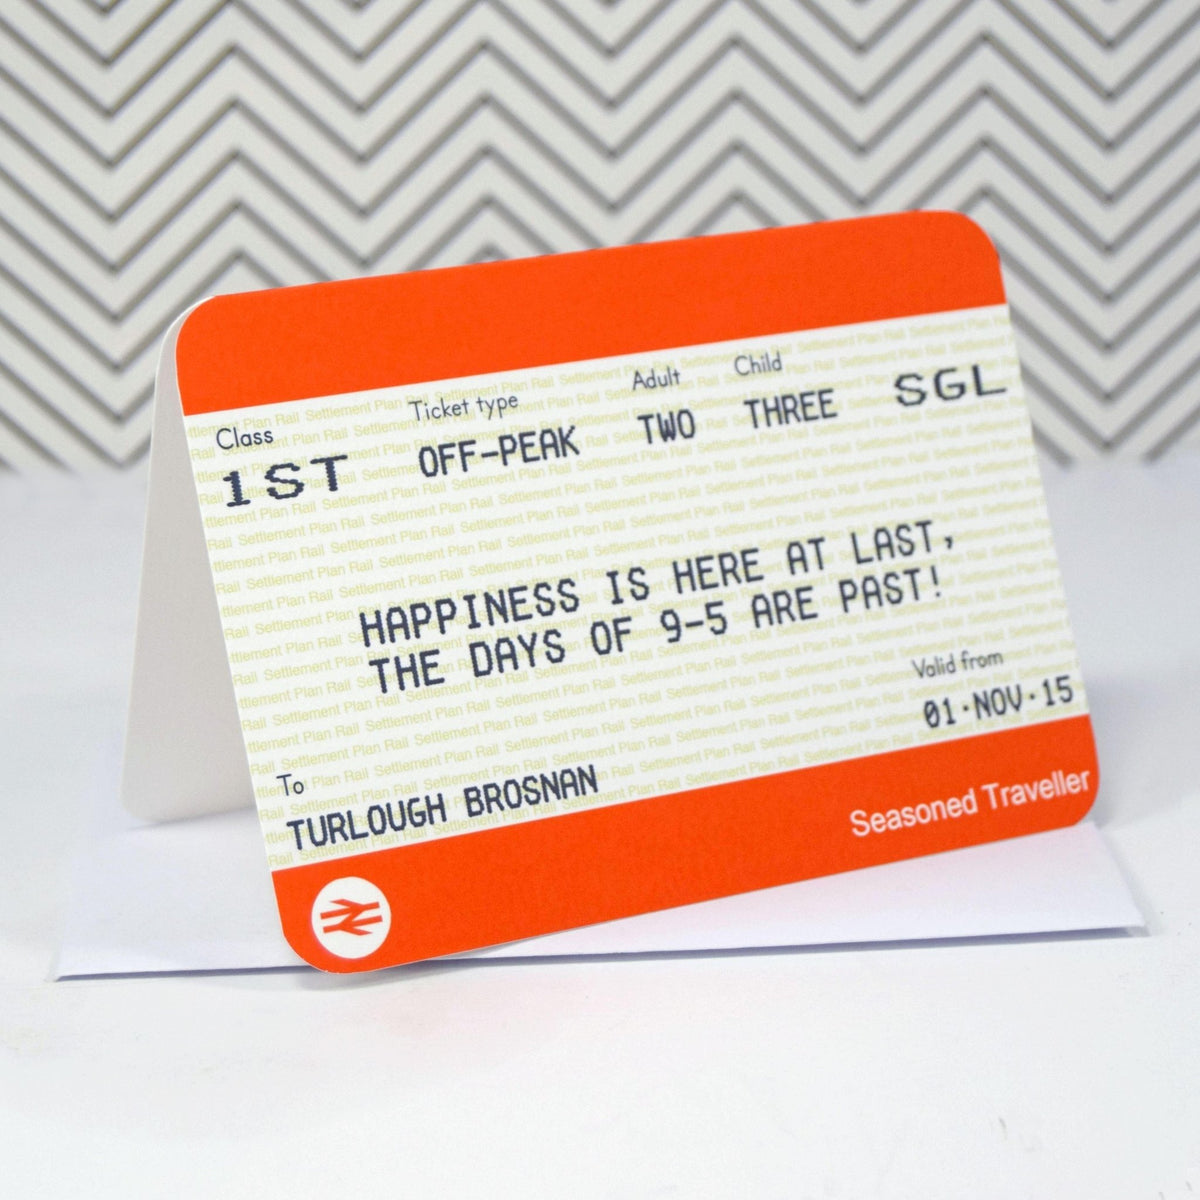 Class Ticket type Adult Child
1ST OFF-PEAK TWO THREE SGL
HAPPINESS IS HERE AT LAST,
THE DAYS OF 9-5 ARE PAST!
Valid from
01·NOV·15
To
TURLOUGH BROSNAN
Seasoned Traveller